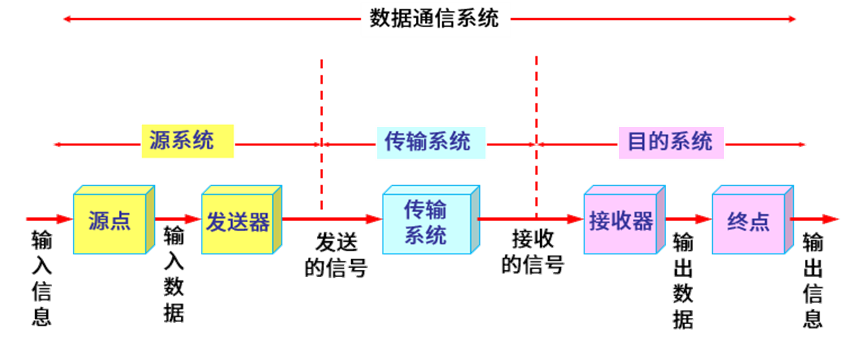 数据通信系统
源系统
传输系统
目的系统
源点
发送器
传输
系统
接收器
终点
输入信息
输入数据
发送
的信号
接收
的信号
输出数据
输出信息